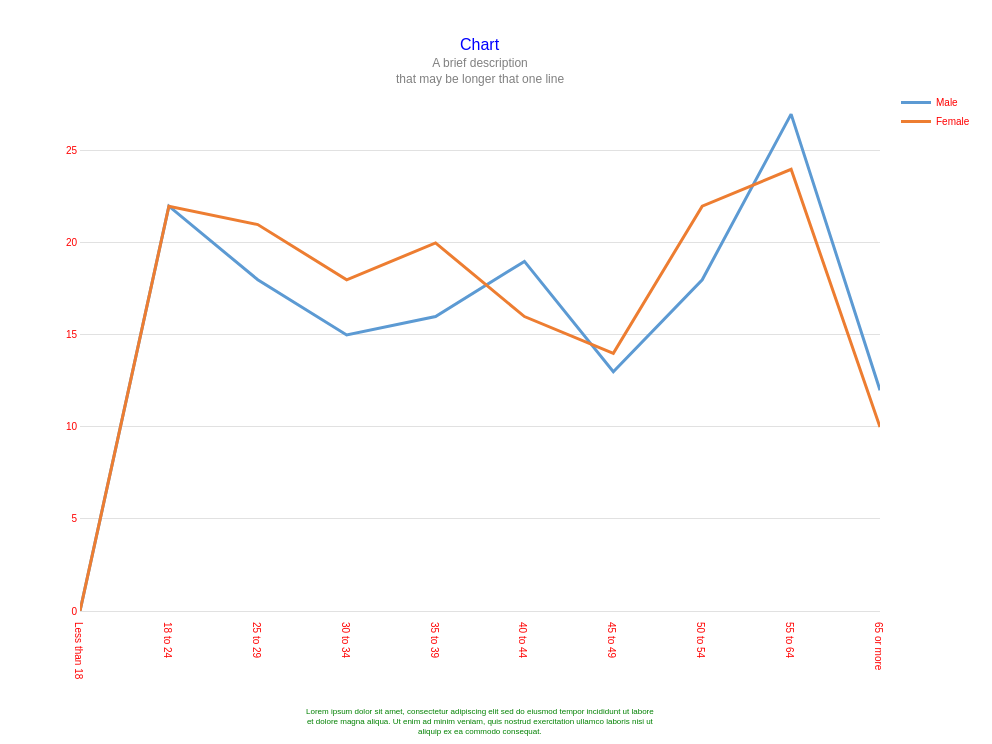 Chart
A brief description
that may be longer that one line
Male
Female
25
20
15
10
5
0
Less than 18
18 to 24
25 to 29
30 to 34
35 to 39
40 to 44
45 to 49
50 to 54
55 to 64
65 or more
Lorem ipsum dolor sit amet, consectetur adipiscing elit sed do eiusmod tempor incididunt ut labore
et dolore magna aliqua. Ut enim ad minim veniam, quis nostrud exercitation ullamco laboris nisi ut
aliquip ex ea commodo consequat.